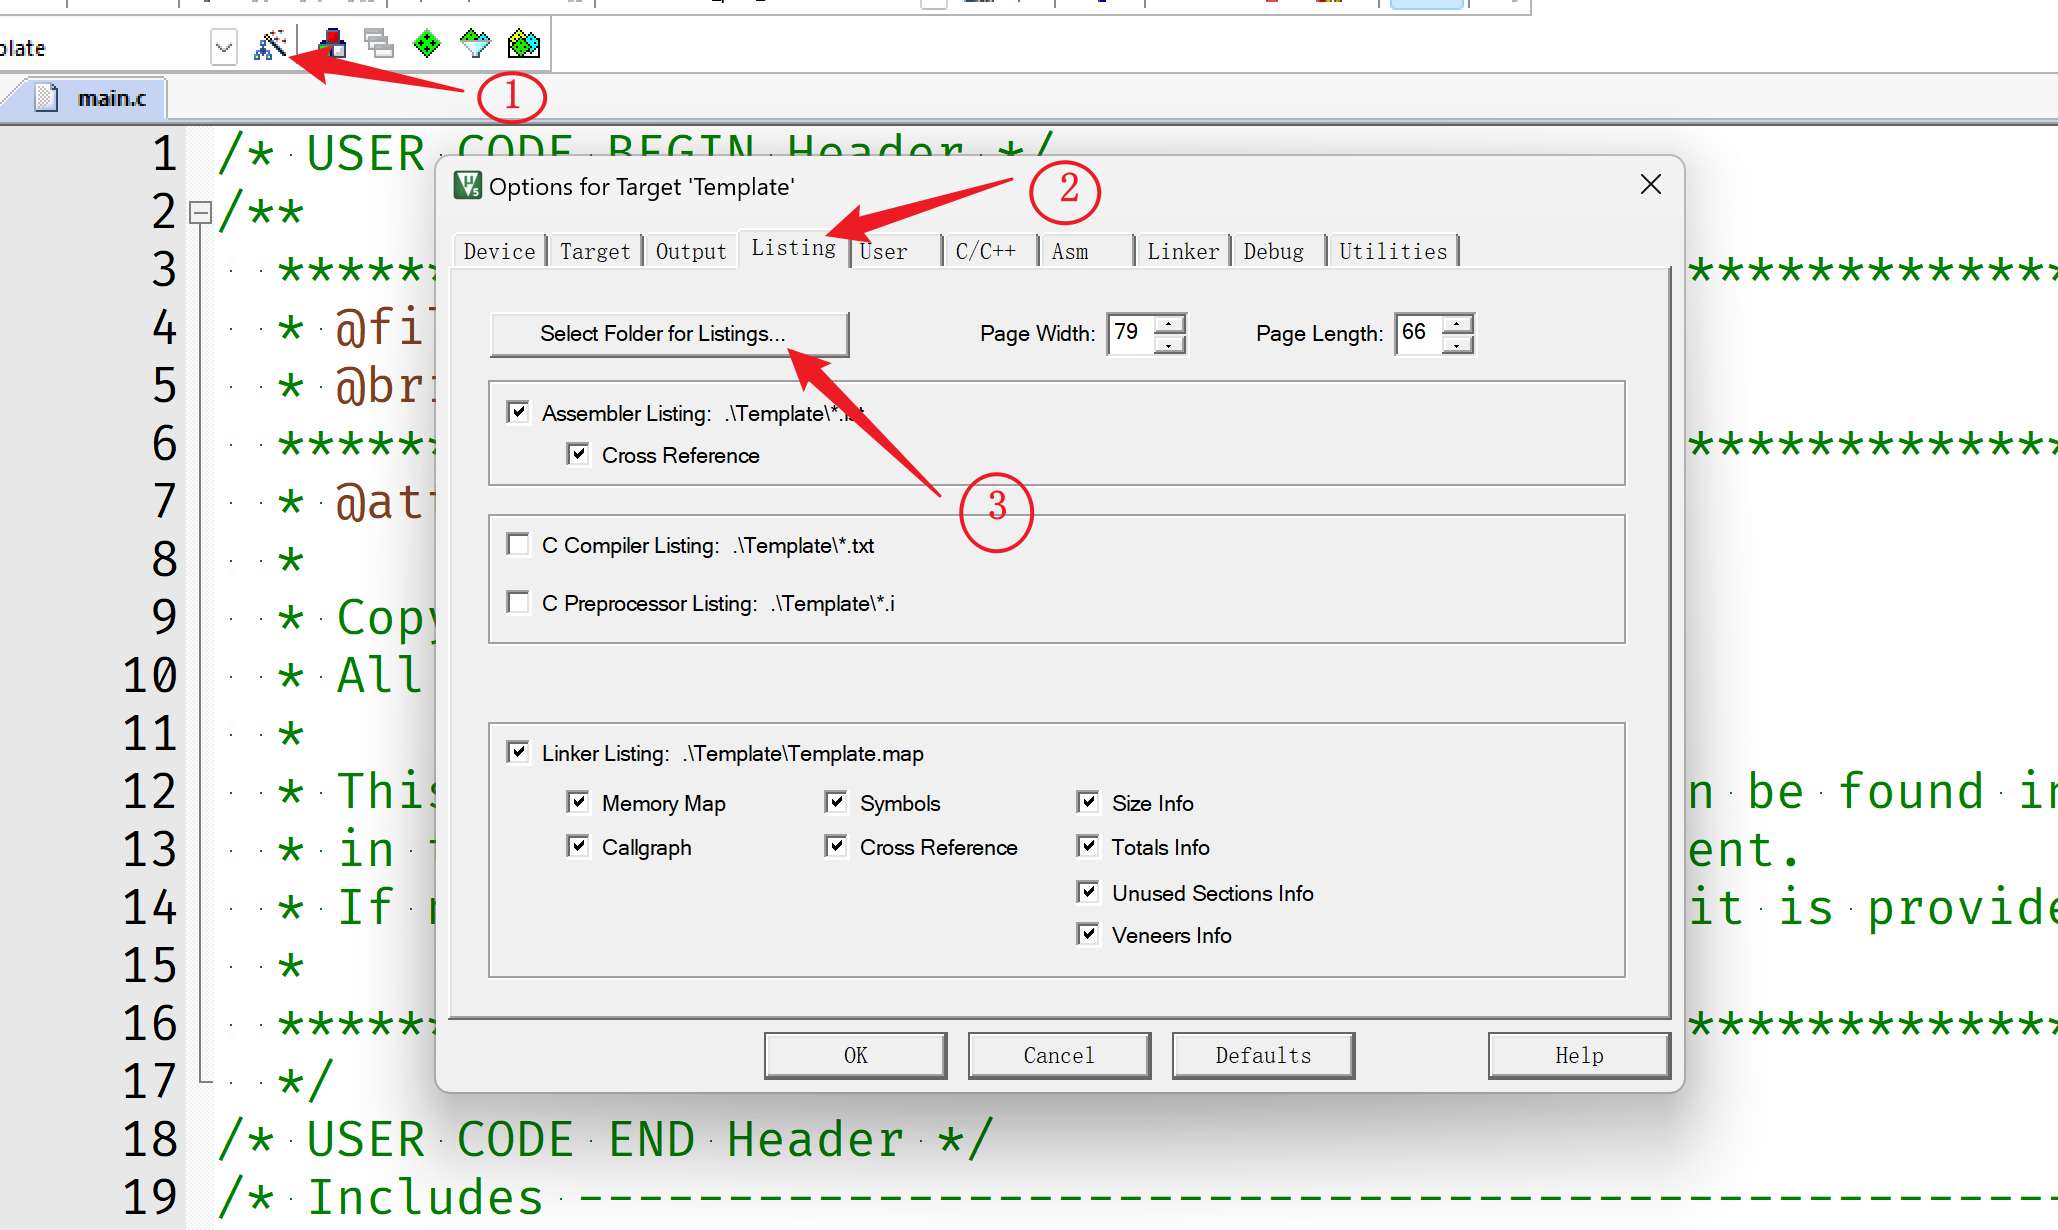 plate
main.c
①
1 /* USER CODE BEGIN Header */
2 /**
3 ******
4 * @fil
5 * @bri
6 ******
7 * @att
8 *
9 * Copy
10 * All
11 *
12 * This
13 * in
14 * If
15 *
16 ******
17 */
18 /* USER CODE END Header */
19 /* Includes ------------------------------------------------
*************
*************
n be found in
ent.
it is provide
*************
Options for Target 'Template'
②
Device Target Output Listing User C/C++ Asm Linker Debug Utilities
Select Folder for Listings... Page Width: 79 Page Length: 66
Assembler Listing: .\Template\*.lst
Cross Reference
③
C Compiler Listing: .\Template\*.txt
C Preprocessor Listing: .\Template\*.i
Linker Listing: .\Template\Template.map
Memory Map Symbols Size Info
Callgraph Cross Reference Totals Info
Unused Sections Info
Veneers Info
OK Cancel Defaults Help